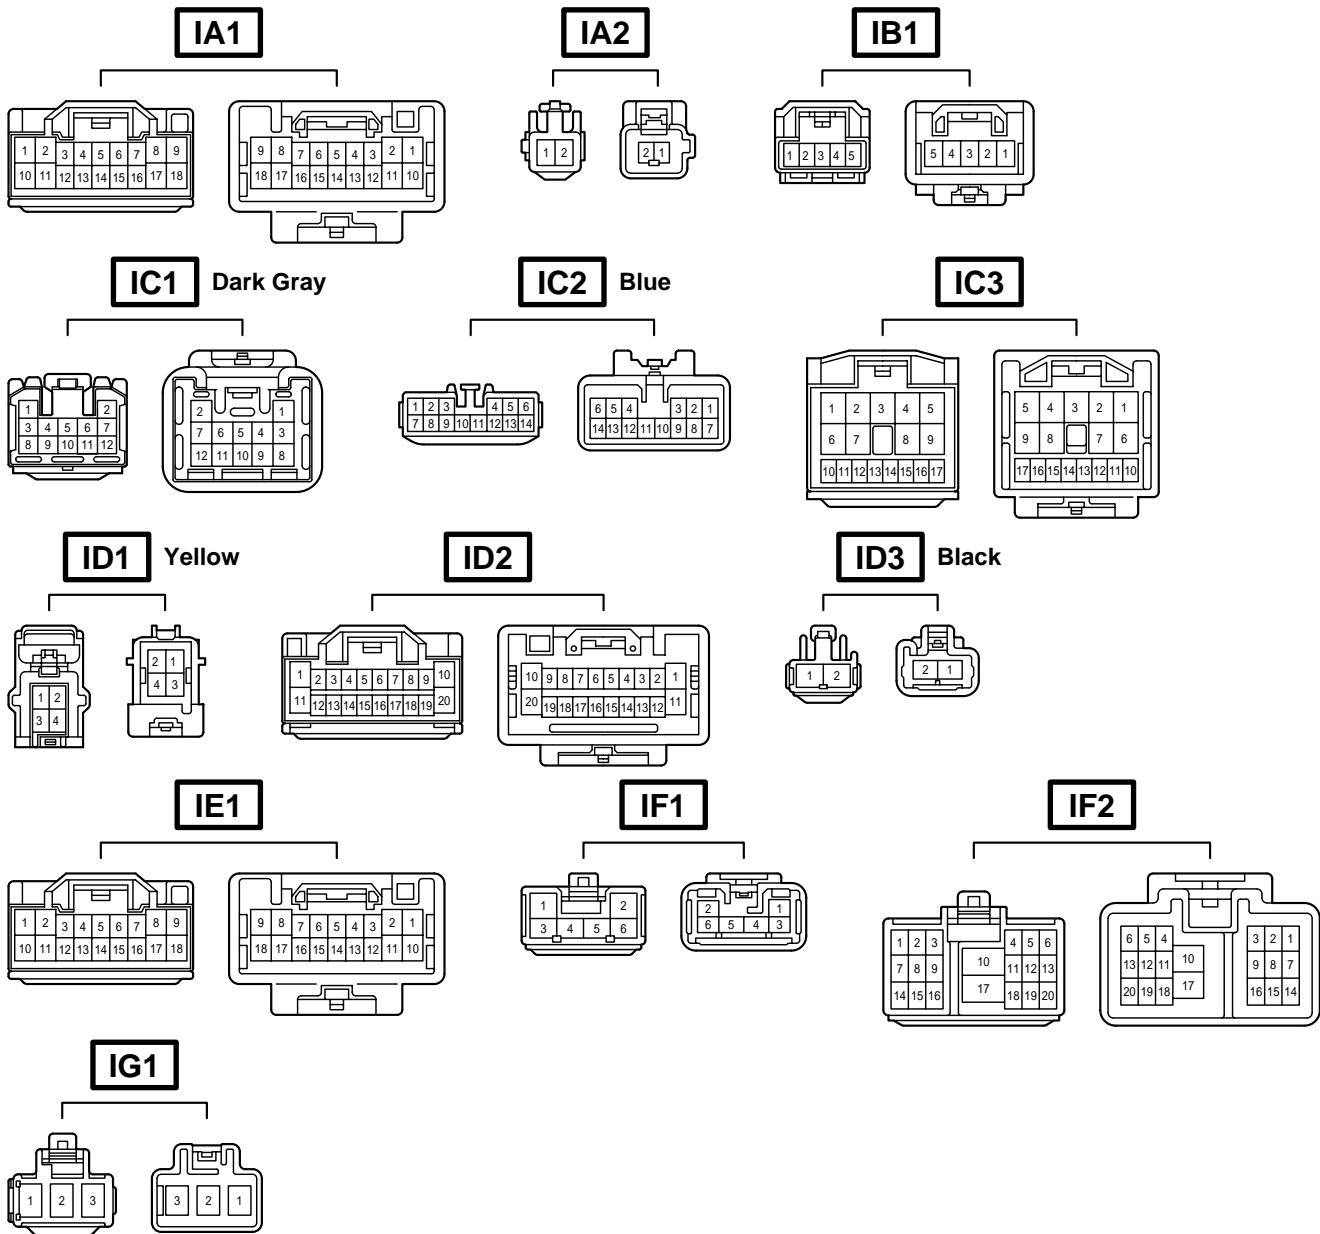 IA1 IA2 IB1
1 2 3 4 5 6 7 8 9
10 11 12 13 14 15 16 17 18
9 8 7 6 5 4 3 2 1
18 17 16 15 14 13 12 11 10
1 2
2 1
1 2 3 4 5
5 4 3 2 1
IC1 Dark Gray IC2 Blue IC3
1 2
3 4 5 6 7
8 9 10 11 12
2 1
7 6 5 4 3
12 11 10 9 8
1 2 3 4 5 6
7 8 9 10 11 12 13 14
6 5 4 3 2 1
14 13 12 11 10 9 8 7
1 2 3 4 5
6 7 8 9
10 11 12 13 14 15 16 17
5 4 3 2 1
9 8 7 6
17 16 15 14 13 12 11 10
ID1 Yellow ID2 ID3 Black
1 2
3 4
2 1
4 3
1 2 3 4 5 6 7 8 9 10
11 12 13 14 15 16 17 18 19 20
10 9 8 7 6 5 4 3 2 1
20 19 18 17 16 15 14 13 12 11
1 2
2 1
IE1 IF1 IF2
1 2 3 4 5 6 7 8 9
10 11 12 13 14 15 16 17 18
9 8 7 6 5 4 3 2 1
18 17 16 15 14 13 12 11 10
1 2
3 4 5 6
2 1
6 5 4 3
1 2 3 4 5 6
7 8 9 10 11 12 13
14 15 16 17 18 19 20
6 5 4 3 2 1
13 12 11 10 9 8 7
20 19 18 17 16 15 14
IG1
1 2 3
3 2 1